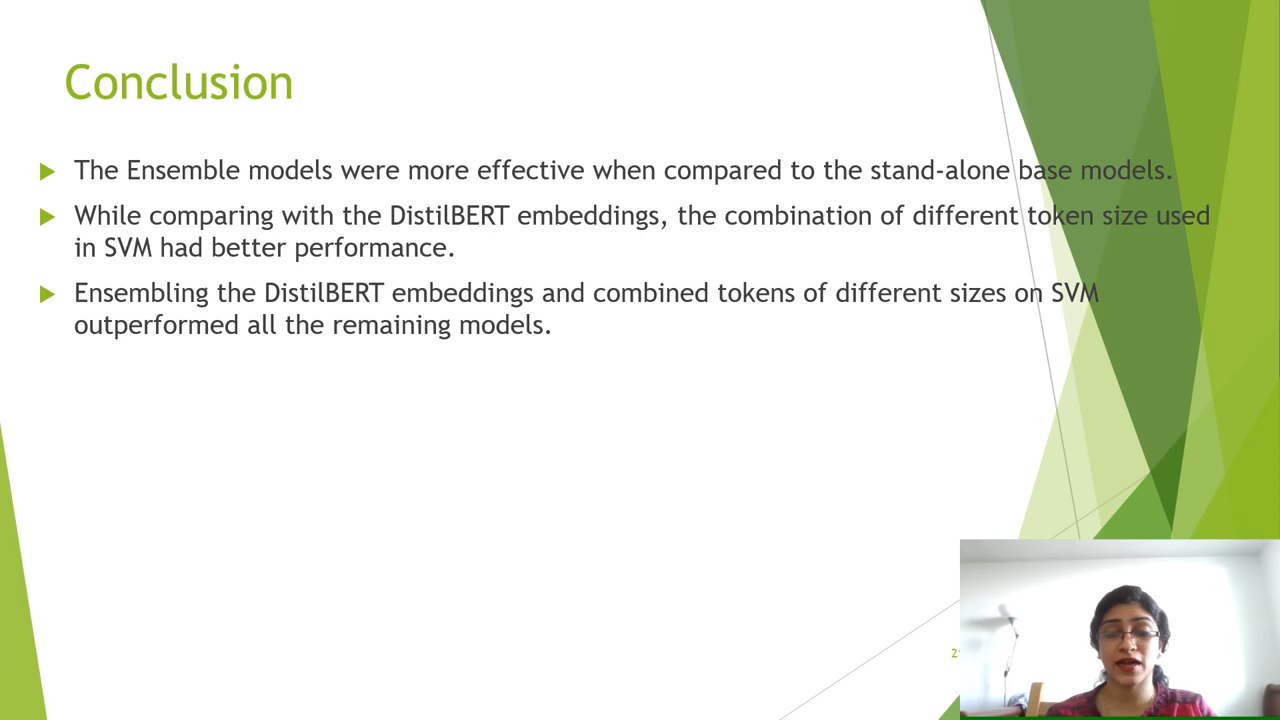 Conclusion
The Ensemble models were more effective when compared to the stand-alone base models.
While comparing with the DistilBERT embeddings, the combination of different token size used
in SVM had better performance.
Ensembling the DistilBERT embeddings and combined tokens of different sizes on SVM
outperformed all the remaining models.